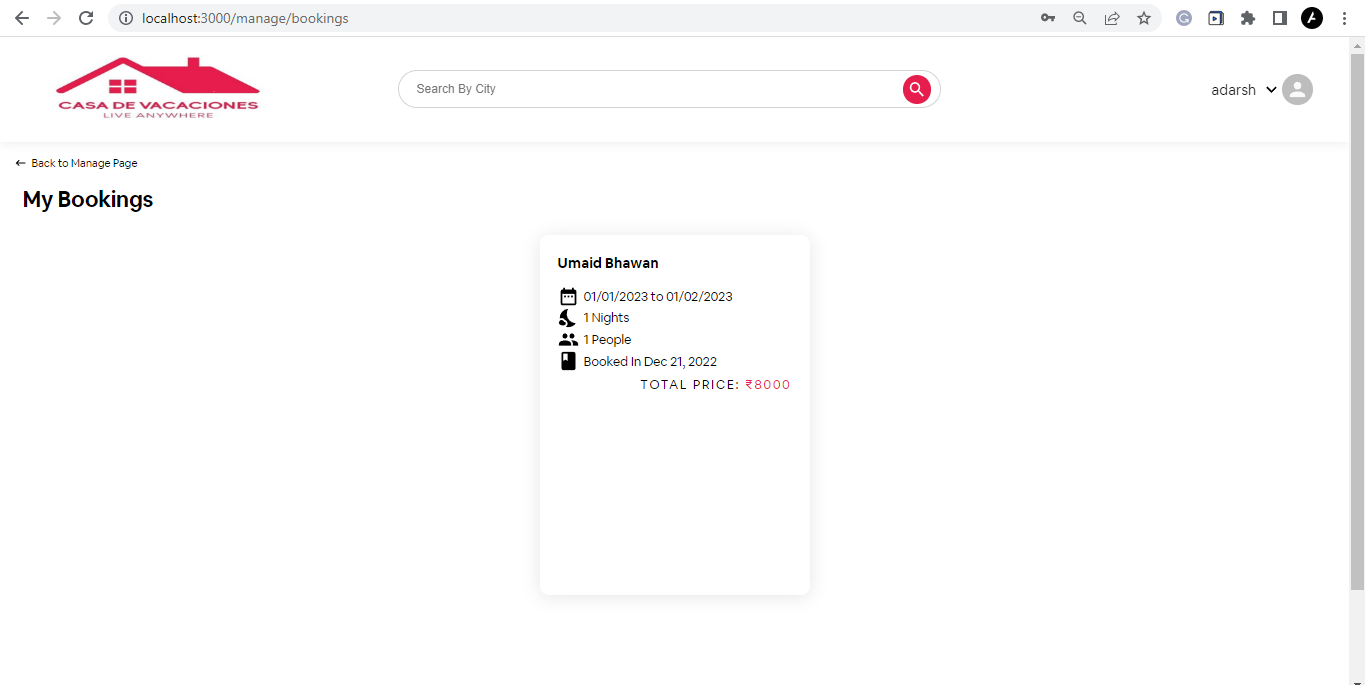 localhost:3000/manage/bookings
CASA DE VACACIONES
LIVE ANYWHERE
Search By City
adarsh
Back to Manage Page
My Bookings
Umaid Bhawan
01/01/2023 to 01/02/2023
1 Nights
1 People
Booked In Dec 21, 2022
TOTAL PRICE: ₹8000